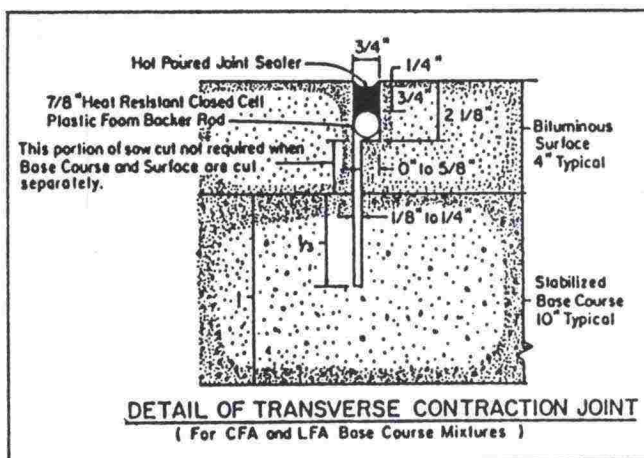 3/4"
Hot Poured Joint Sealer
1/4"
3/4"
7/8" Heat Resistant Closed Cell
Plastic Foam Backer Rod
2 1/8"
This portion of saw cut not required when
Base Course and Surface are cut
separately.
Bituminous
Surface
4" Typical
0" to 5/8"
1/8" to 1/4"
1/3
Stabilized
Base Course
10" Typical
DETAIL OF TRANSVERSE CONTRACTION JOINT
( For CFA and LFA Base Course Mixtures )